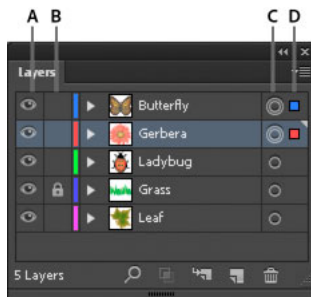 A B C D
Layers
Butterfly
Gerbera
Ladybug
Grass
Leaf
5 Layers